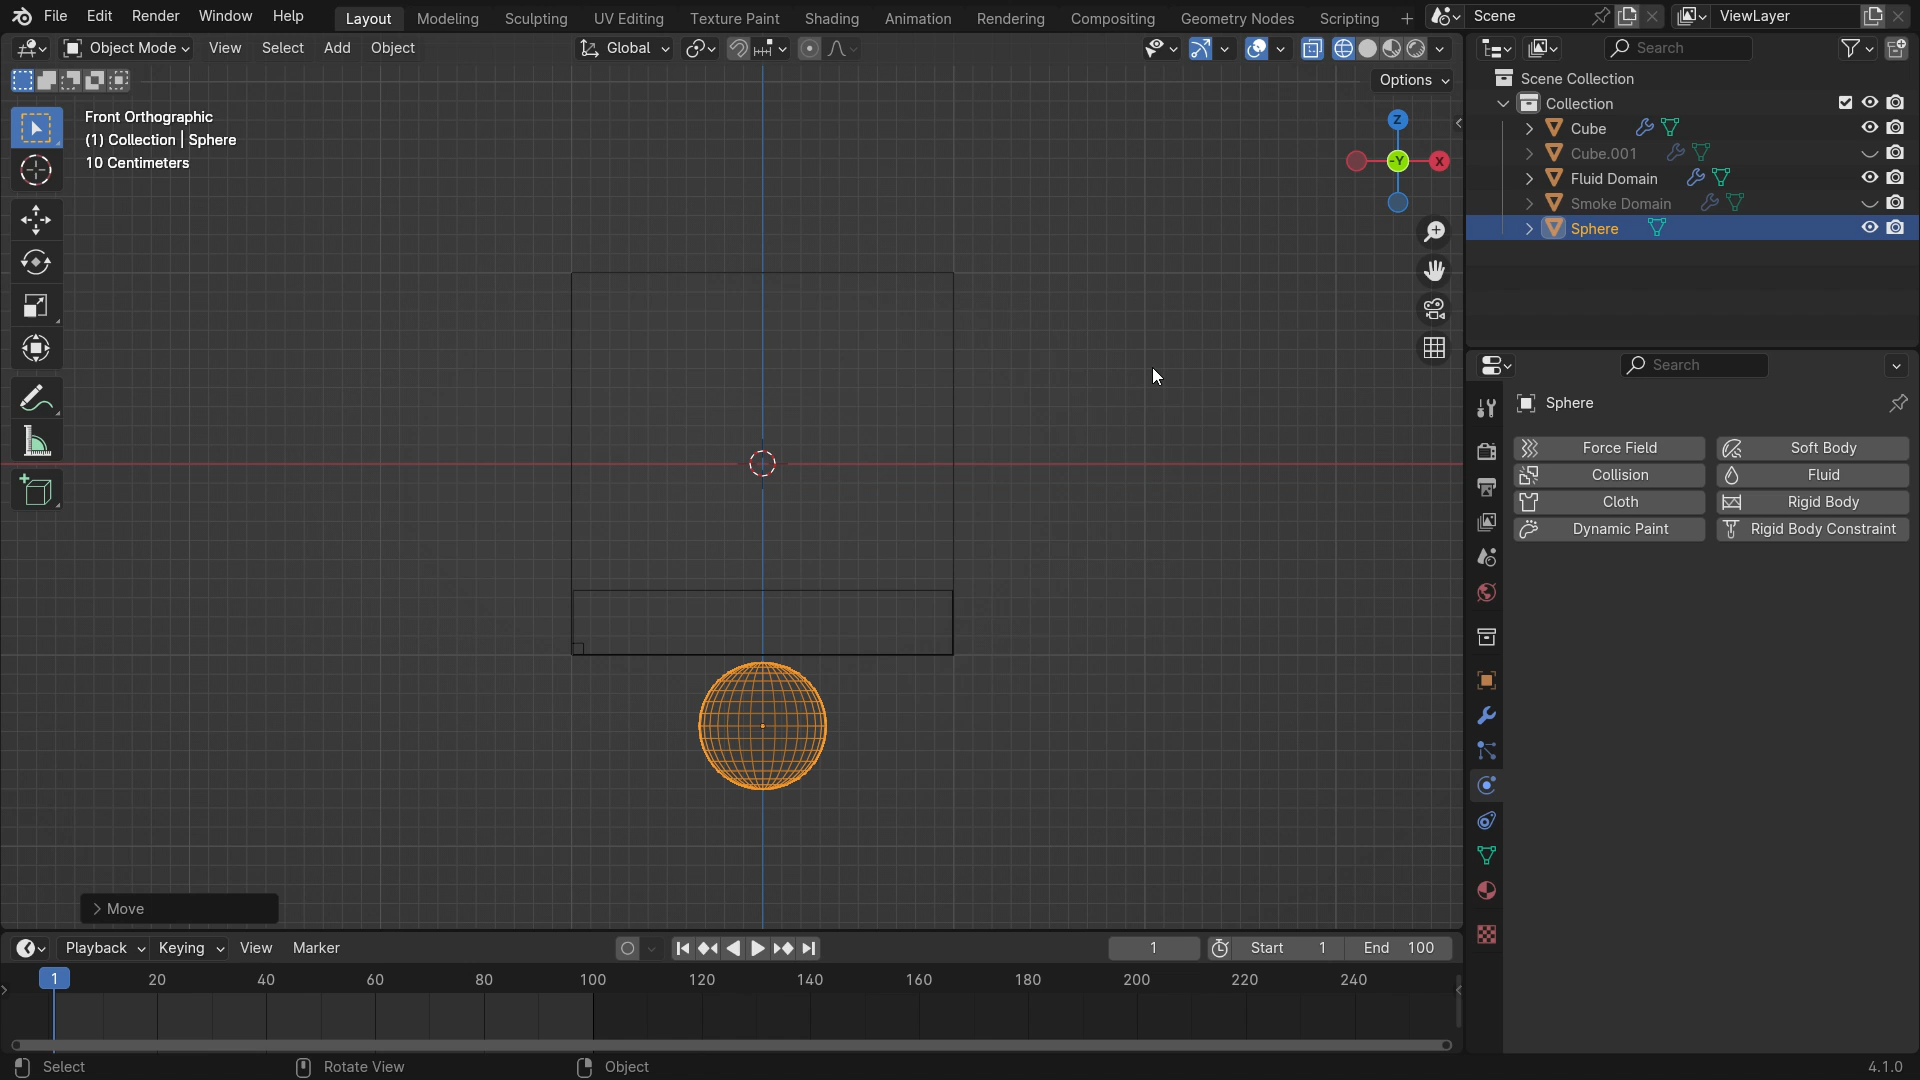 File Edit Render Window Help Layout Modeling Sculpting UV Editing Texture Paint Shading Animation Rendering Compositing Geometry Nodes Scripting + Scene ViewLayer
Object Mode View Select Add Object Global Search
Options
Front Orthographic
(1) Collection | Sphere
10 Centimeters
Z
-Y X
Scene Collection
Collection
Cube
Cube.001
Fluid Domain
Smoke Domain
Sphere
Search
Sphere
Force Field Soft Body
Collision Fluid
Cloth Rigid Body
Dynamic Paint Rigid Body Constraint
Move
Playback Keying View Marker 1 Start 1 End 100
1 20 40 60 80 100 120 140 160 180 200 220 240
Select Rotate View Object 4.1.0